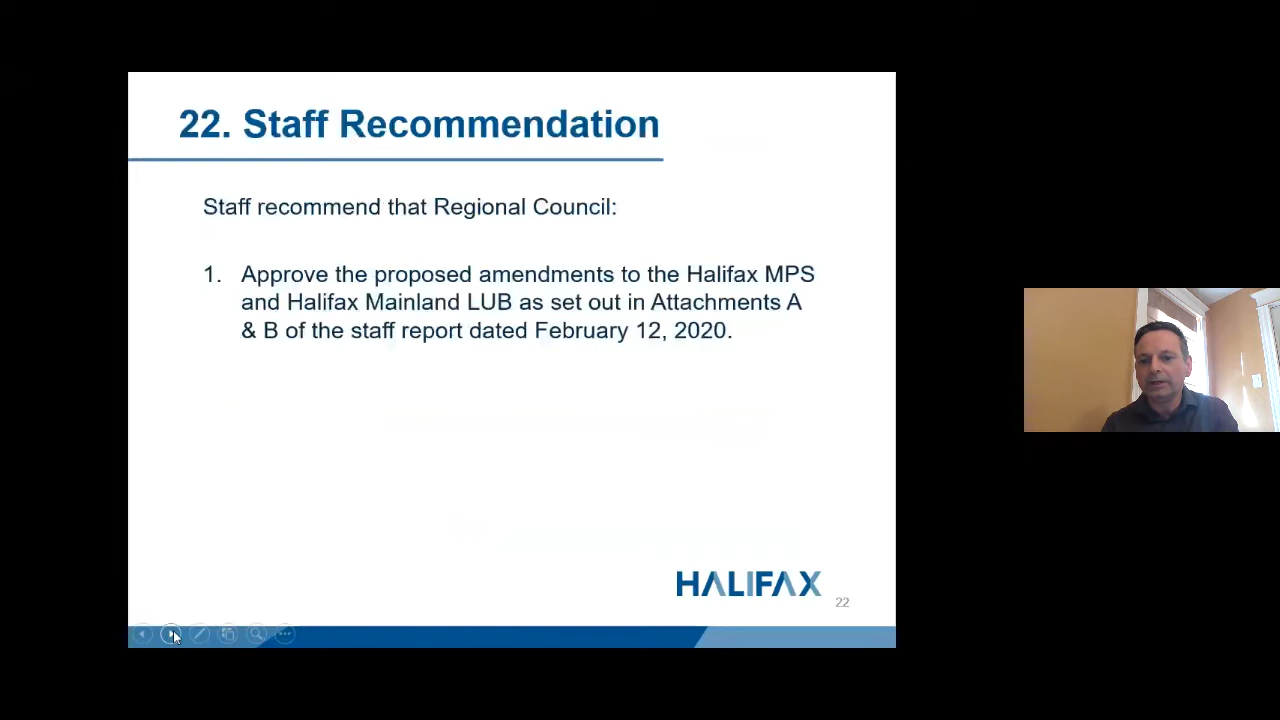 22. Staff Recommendation
Staff recommend that Regional Council:
1. Approve the proposed amendments to the Halifax MPS
and Halifax Mainland LUB as set out in Attachments A
& B of the staff report dated February 12, 2020.
HALIFAX
22